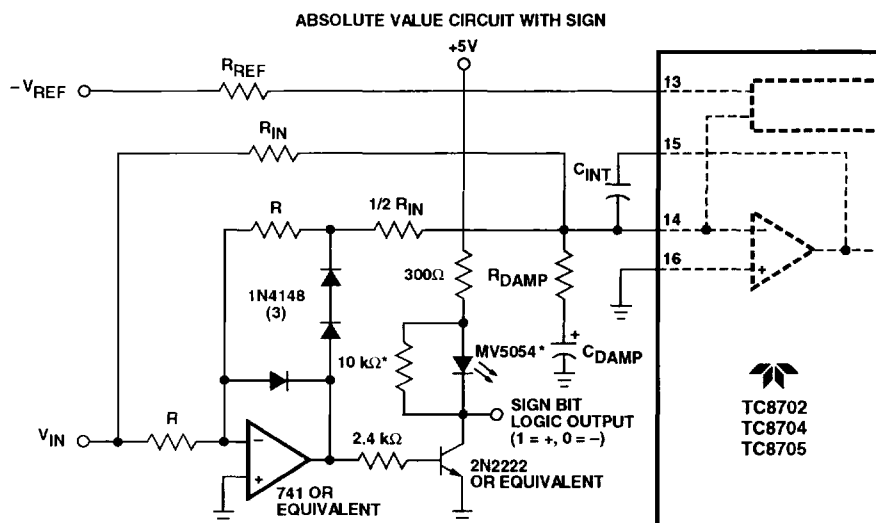 ABSOLUTE VALUE CIRCUIT WITH SIGN
+5V
RREF
–VREF
13
RIN
15
CINT
R
1/2 RIN
14
16
300Ω
RDAMP
1N4148
(3)
+
10 kΩ*
MV5054*
CDAMP
SIGN BIT
LOGIC OUTPUT
(1 = +, 0 = –)
TC8702
TC8704
TC8705
VIN
R
–
+
2.4 kΩ
2N2222
OR EQUIVALENT
741 OR
EQUIVALENT
–
+